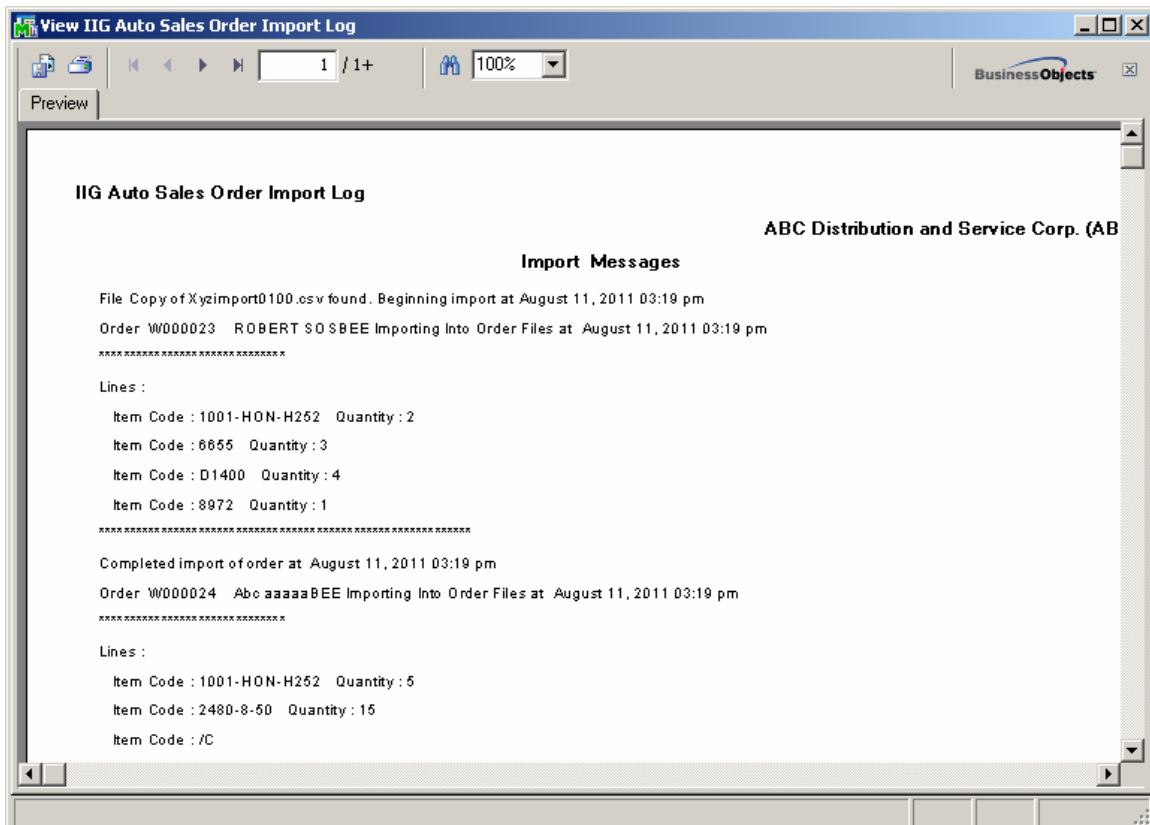 View IIG Auto Sales Order Import Log
1 / 1+
100%
BusinessObjects
Preview
IIG Auto Sales Order Import Log
ABC Distribution and Service Corp. (AB
Import Messages
File Copy of Xyzimport0100.csv found. Beginning import at August 11, 2011 03:19 pm
Order W000023 ROBERT SOSBEE Importing Into Order Files at August 11, 2011 03:19 pm
******************************
Lines :
Item Code : 1001-HON-H252 Quantity : 2
Item Code : 6655 Quantity : 3
Item Code : D1400 Quantity : 4
Item Code : 8972 Quantity : 1
************************************************************
Completed import of order at August 11, 2011 03:19 pm
Order W000024 Abc aaaaaBEE Importing Into Order Files at August 11, 2011 03:19 pm
******************************
Lines :
Item Code : 1001-HON-H252 Quantity : 5
Item Code : 2480-8-50 Quantity : 15
Item Code : /C